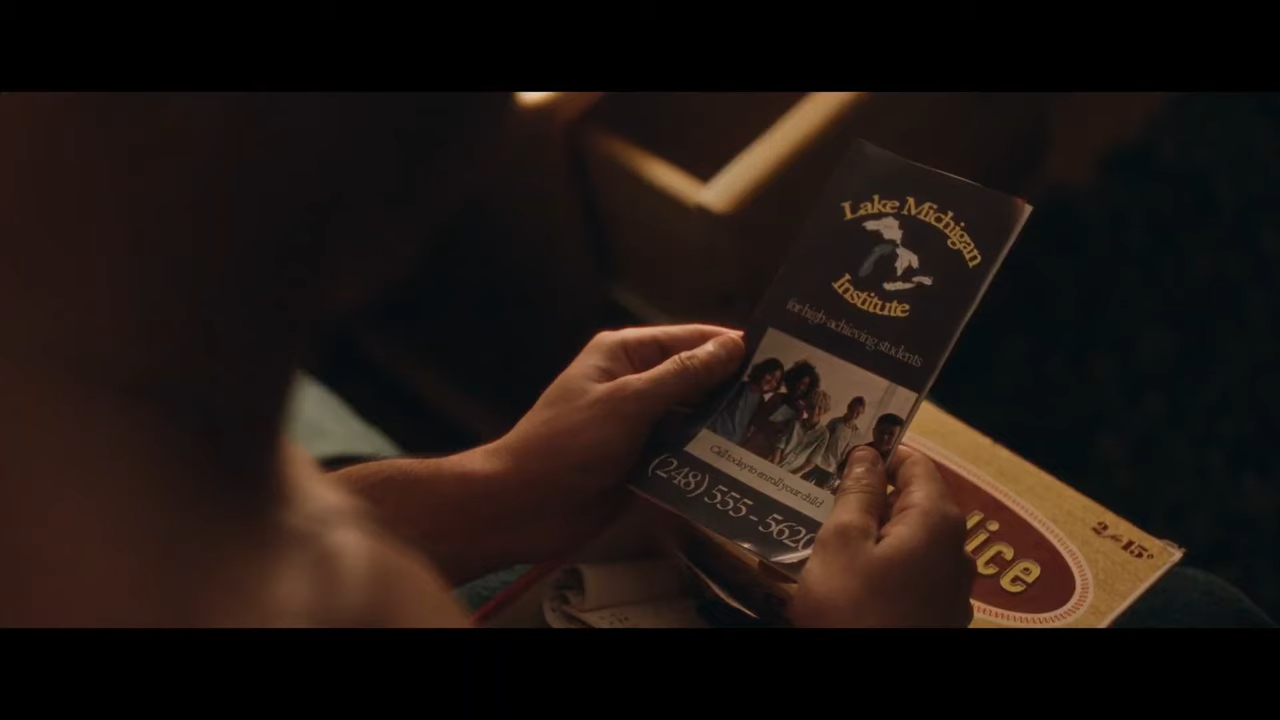 Lake Michigan
Institute
for high-achieving students
Call today to enroll your child
(248) 555-5620
2 for 15¢